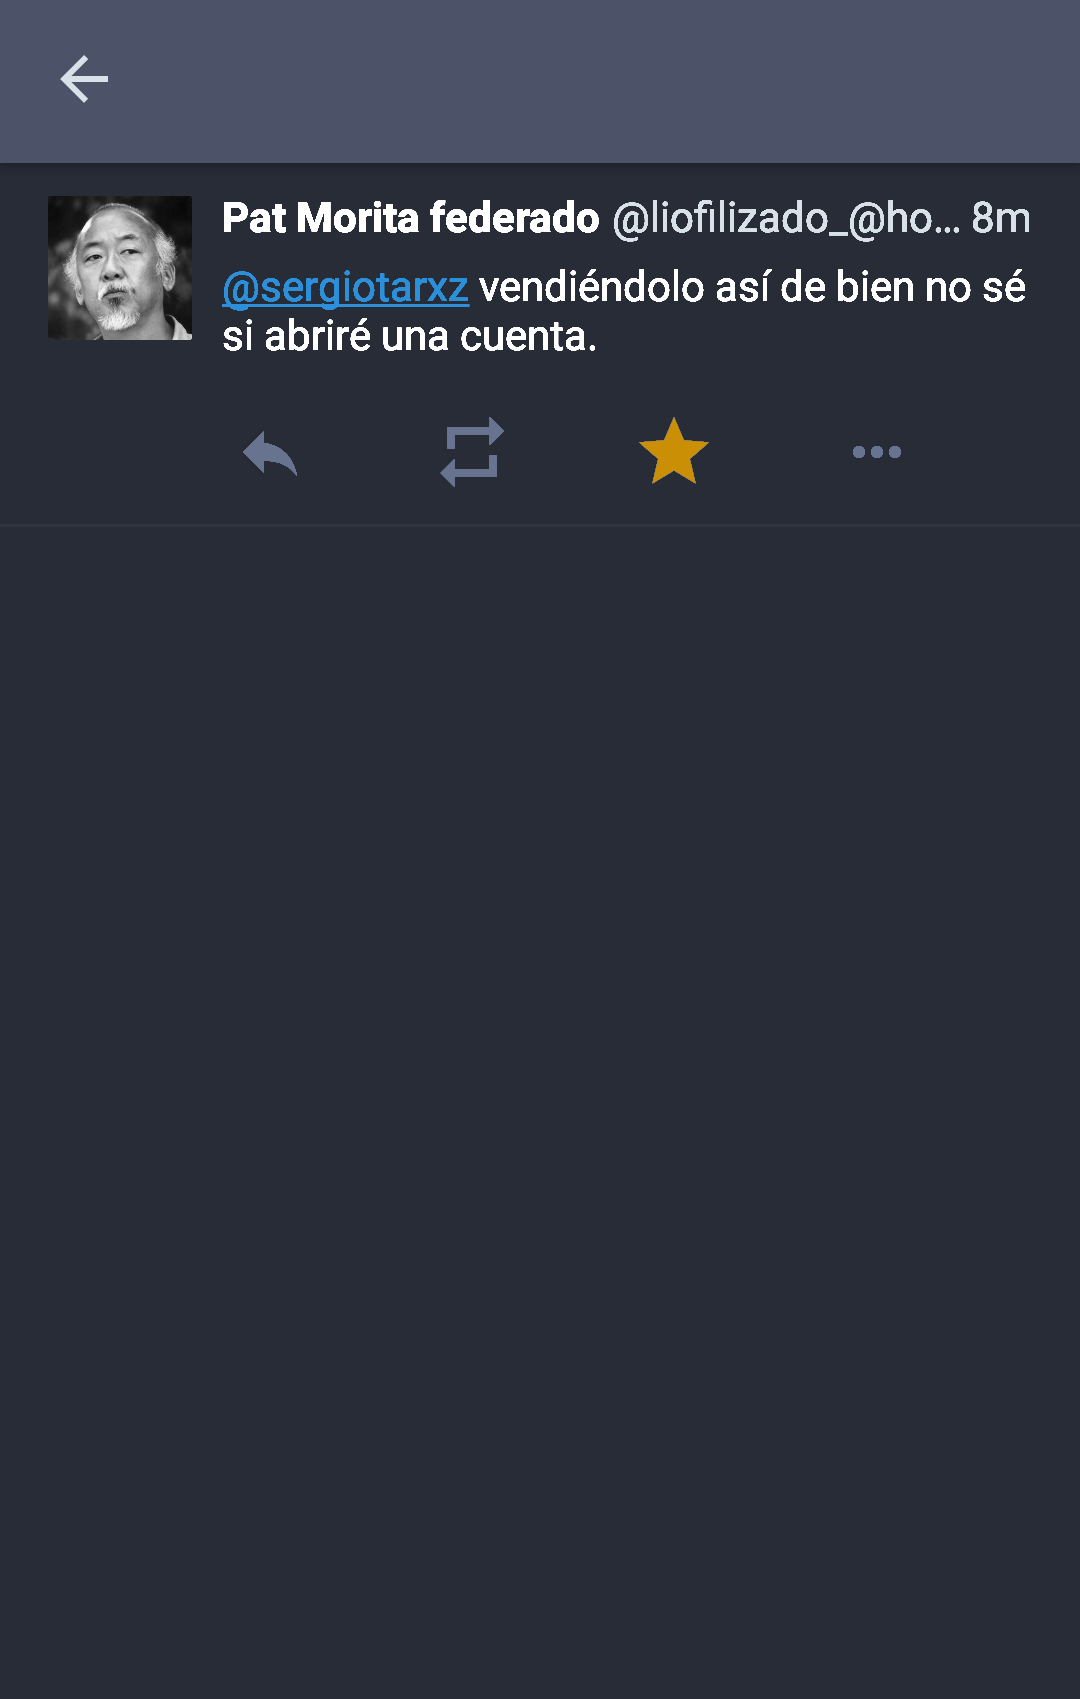 Pat Morita federado @liofilizado_@ho... 8m
@sergiotarxz vendiéndolo así de bien no sé
si abriré una cuenta.